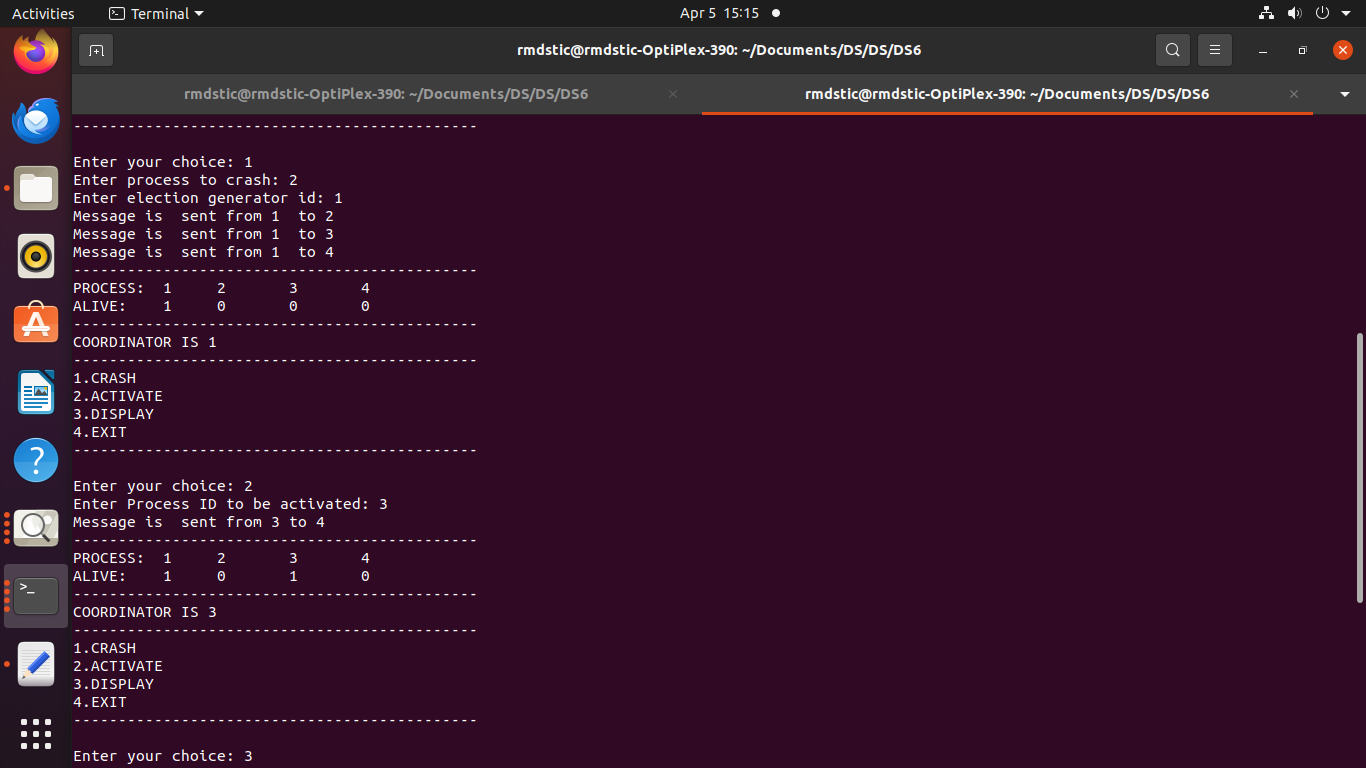 Activities Terminal Apr 5 15:15
rmdstic@rmdstic-OptiPlex-390: ~/Documents/DS/DS/DS6
rmdstic@rmdstic-OptiPlex-390: ~/Documents/DS/DS/DS6 rmdstic@rmdstic-OptiPlex-390: ~/Documents/DS/DS/DS6
---------------------------------------------
Enter your choice: 1
Enter process to crash: 2
Enter election generator id: 1
Message is  sent from 1  to 2
Message is  sent from 1  to 3
Message is  sent from 1  to 4
---------------------------------------------
PROCESS:  1     2       3       4
ALIVE:    1     0       0       0
---------------------------------------------
COORDINATOR IS 1
---------------------------------------------
1.CRASH
2.ACTIVATE
3.DISPLAY
4.EXIT
---------------------------------------------
Enter your choice: 2
Enter Process ID to be activated: 3
Message is  sent from 3 to 4
---------------------------------------------
PROCESS:  1     2       3       4
ALIVE:    1     0       1       0
---------------------------------------------
COORDINATOR IS 3
---------------------------------------------
1.CRASH
2.ACTIVATE
3.DISPLAY
4.EXIT
---------------------------------------------
Enter your choice: 3